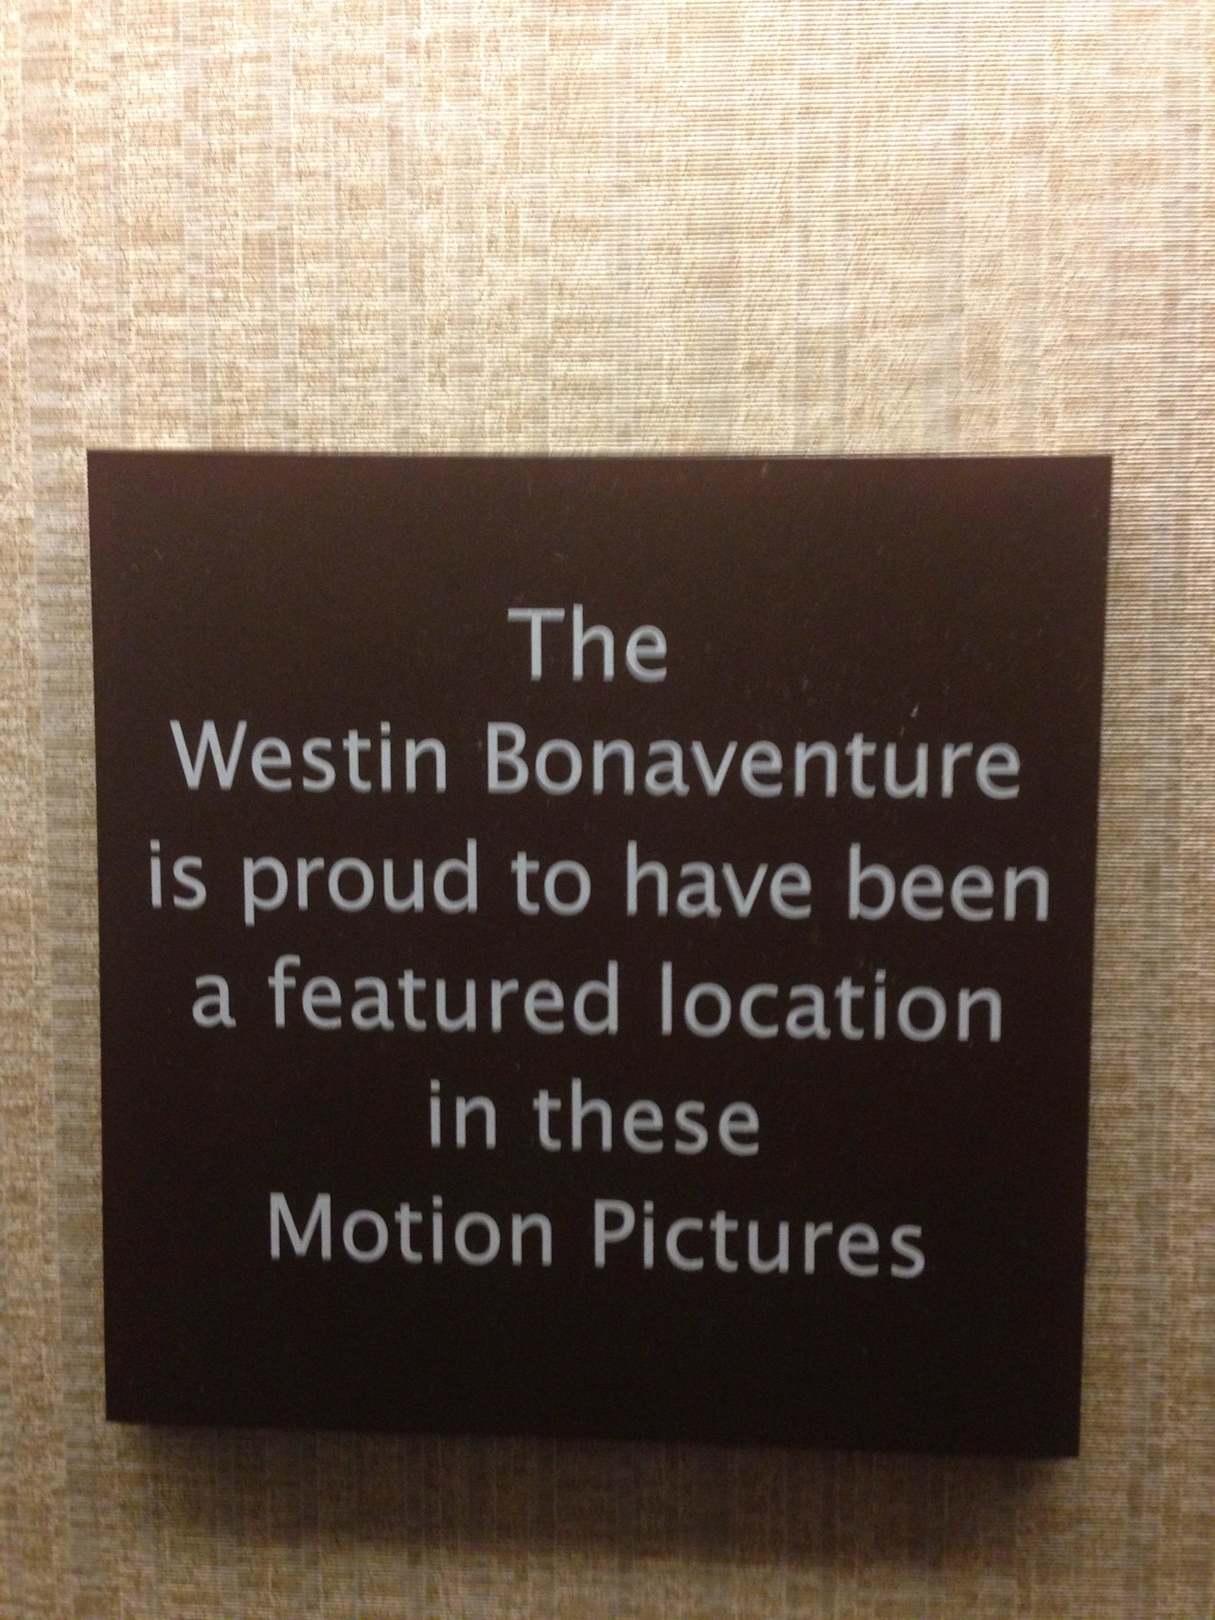 The
Westin Bonaventure
is proud to have been
a featured location
in these
Motion Pictures